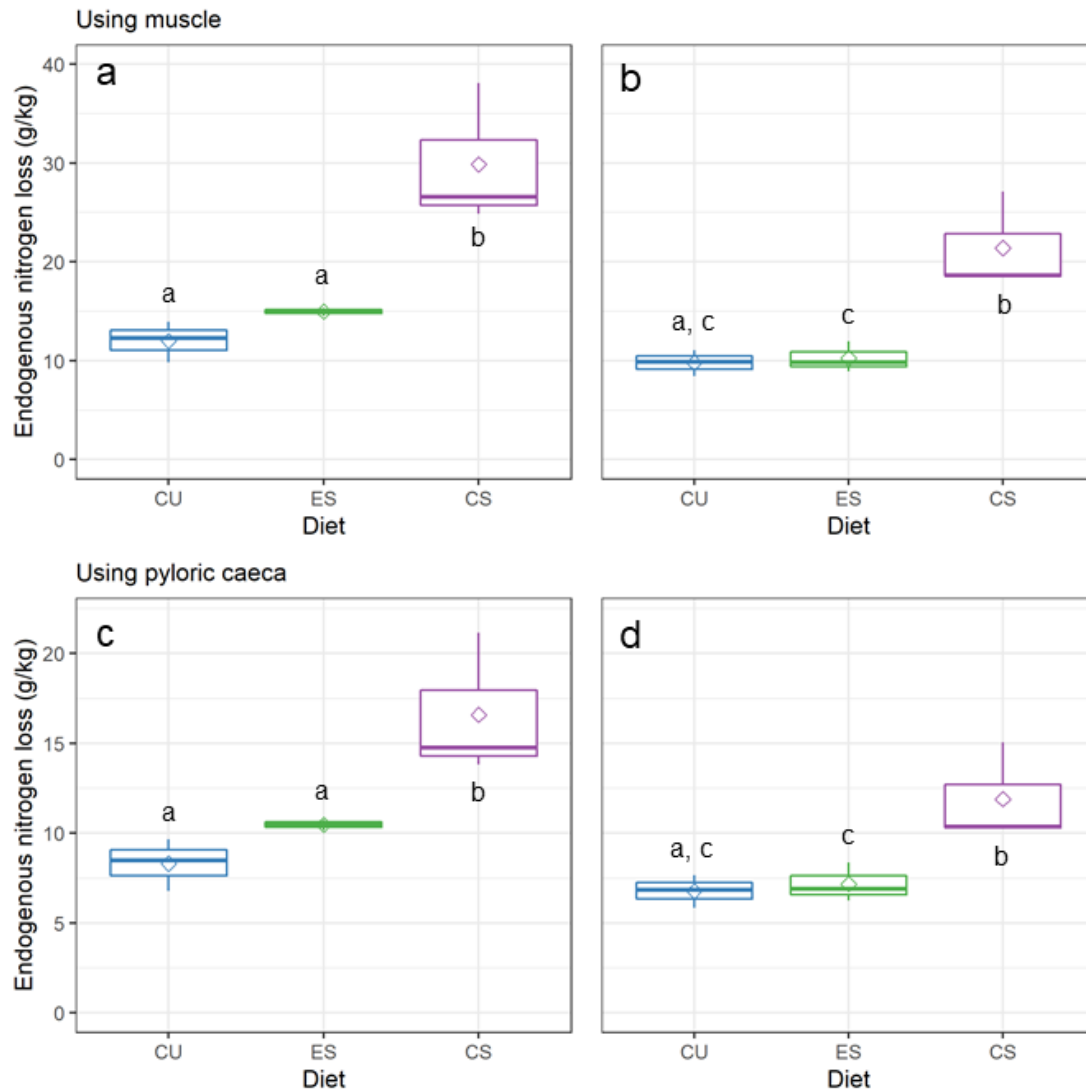 Using muscle
Endogenous nitrogen loss (g/kg)
40
30
20
10
0
a
a
a
b
CU ES CS
Diet
b
a, c
c
b
CU ES CS
Diet
Using pyloric caeca
Endogenous nitrogen loss (g/kg)
20
15
10
5
0
c
a
a
b
CU ES CS
Diet
d
a, c
c
b
CU ES CS
Diet